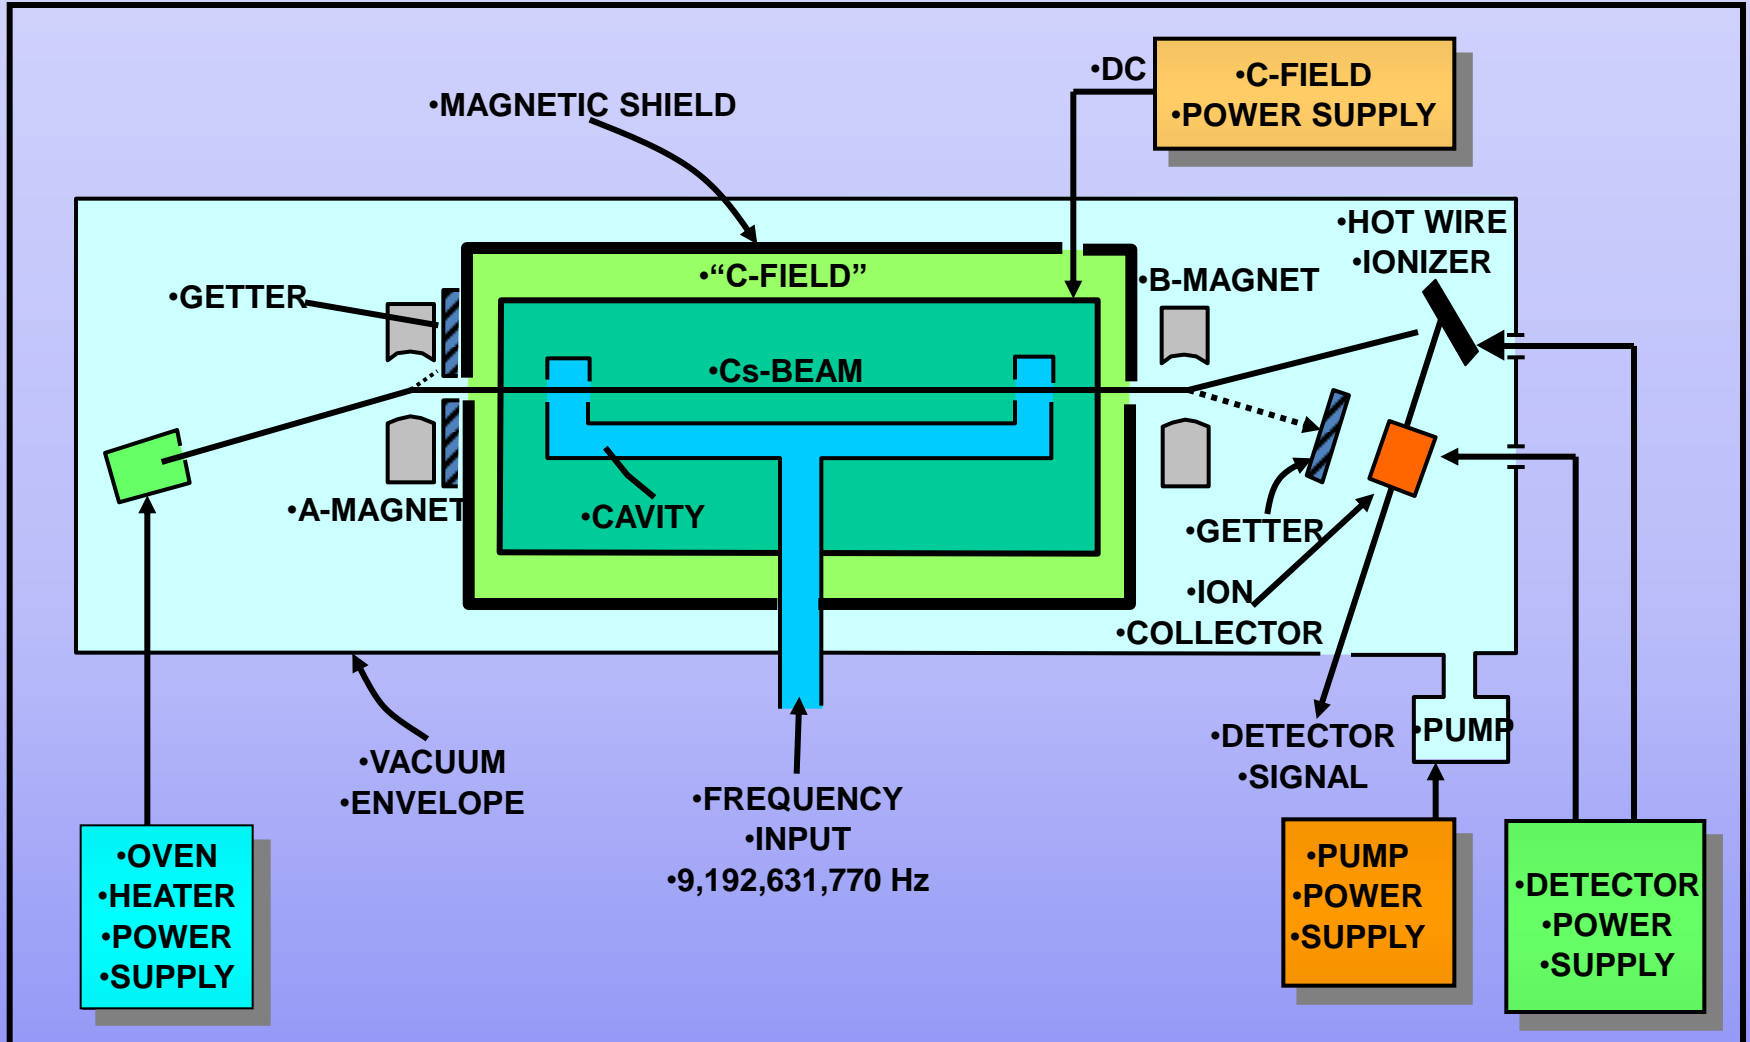 •DC
•C-FIELD
•POWER SUPPLY
•MAGNETIC SHIELD
•HOT WIRE
•IONIZER
•“C-FIELD”
•B-MAGNET
•GETTER
•Cs-BEAM
•A-MAGNET
•CAVITY
•GETTER
•ION
•COLLECTOR
•VACUUM
•ENVELOPE
•FREQUENCY
•INPUT
•9,192,631,770 Hz
•DETECTOR
•SIGNAL
•PUMP
•OVEN
•HEATER
•POWER
•SUPPLY
•PUMP
•POWER
•SUPPLY
•DETECTOR
•POWER
•SUPPLY